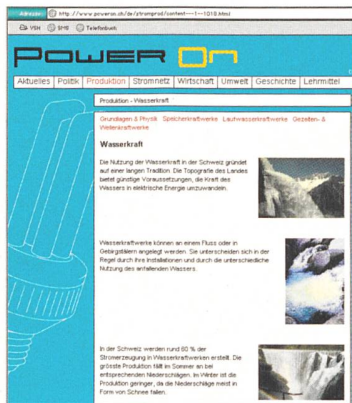 Adresse http://www.poweron.ch/de/stromprod/content---1--1010.html
VSN SMS Telefonbuch
POWER ON
Aktuelles Politik Produktion Stromnetz Wirtschaft Umwelt Geschichte Lehrmittel
Produktion - Wasserkraft
Grundlagen & Physik Speicherkraftwerke Laufwasserkraftwerke Gezeiten- &
Wellenkraftwerke
Wasserkraft
Die Nutzung der Wasserkraft in der Schweiz gründet
auf einer langen Tradition. Die Topografie des Landes
bietet günstige Voraussetzungen, die Kraft des
Wassers in elektrische Energie umzuwandeln.
Wasserkraftwerke können an einem Fluss oder in
Gebirgstälern angelegt werden. Sie unterscheiden sich in der
Regel durch ihre Installationen und durch die unterschiedliche
Nutzung des anfallenden Wassers.
In der Schweiz werden rund 60 % der
Stromerzeugung in Wasserkraftwerken erstellt. Die
grösste Produktion fällt im Sommer an bei
entsprechenden Niederschlägen. Im Winter ist die
Produktion geringer, da die Niederschläge meist in
Form von Schnee fallen.